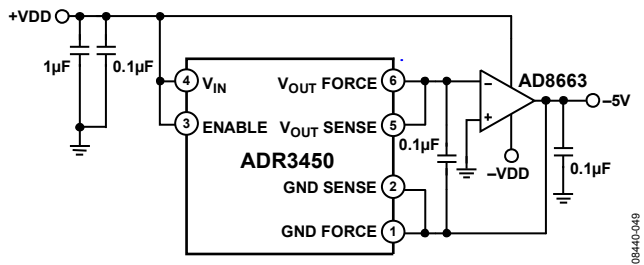 +VDD
1µF
0.1µF
4
VIN
VOUT FORCE
6
3
ENABLE
VOUT SENSE
5
ADR3450
GND SENSE
2
GND FORCE
1
0.1µF
–
+
AD8663
–VDD
–5V
0.1µF
08440-049